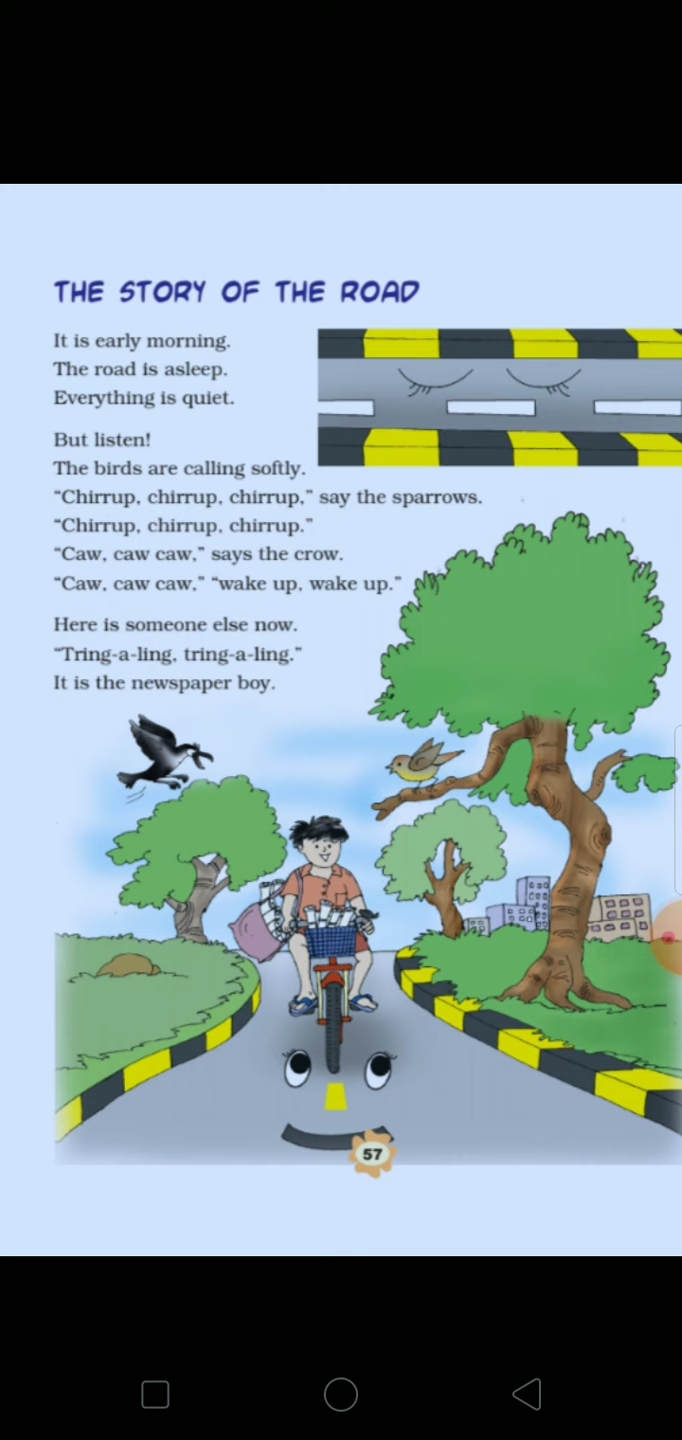 THE STORY OF THE ROAD
It is early morning.
The road is asleep.
Everything is quiet.
But listen!
The birds are calling softly.
“Chirrup, chirrup, chirrup,” say the sparrows.
“Chirrup, chirrup, chirrup.”
“Caw, caw caw,” says the crow.
“Caw, caw caw,” “wake up, wake up.”
Here is someone else now.
“Tring-a-ling, tring-a-ling.”
It is the newspaper boy.
57